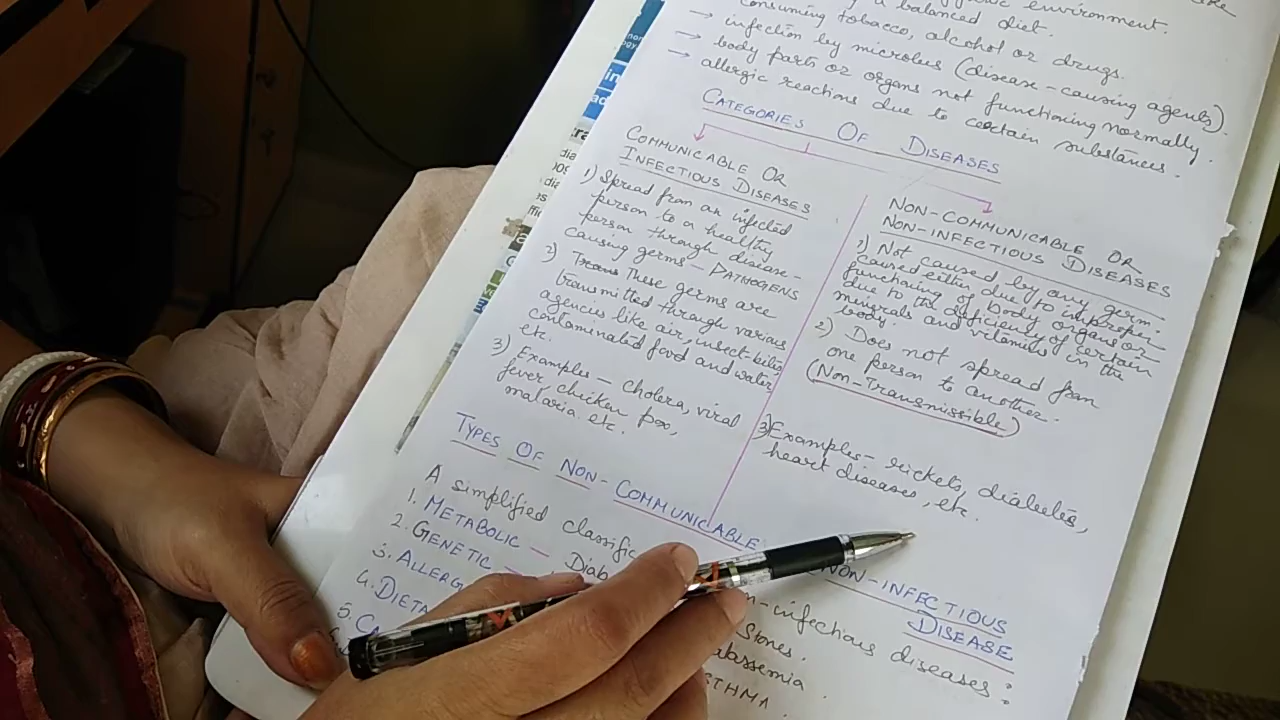 like
environment.
a balanced diet.
consuming tobacco, alcohol or drugs.
→ infection by microbes (disease-causing agents).
→ body parts or organs not functioning normally.
→ allergic reactions due to certain substances.
CATEGORIES OF DISEASES
COMMUNICABLE OR
INFECTIOUS DISEASES
1) Spread from an infected
person to a healthy
person through disease-
causing germs - PATHOGENS
2) Trans These germs are
transmitted through various
agencies like air, insect bites
contaminated food and water
etc.
3) Examples - cholera, viral
fever, chicken pox,
malaria etc.
NON-COMMUNICABLE OR
NON-INFECTIOUS DISEASES
1) Not caused by any germ.
caused either due to improper
functioning of body organs or
due to the deficiency of certain
minerals and vitamins in the
body.
2) Does not spread from
one person to another.
(Non-Transmissible)
3) Examples - rickets, diabetes,
heart diseases, etc.
TYPES OF NON-COMMUNICABLE
NON-INFECTIOUS
DISEASE
A simplified
diseases:
1. METABOLIC - Diab
Stones.
2. GENETIC -
3. ALLERG
4. DIETA
5.